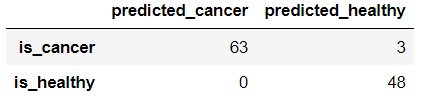 predicted_cancer predicted_healthy
is_cancer 63 3
is_healthy 0 48